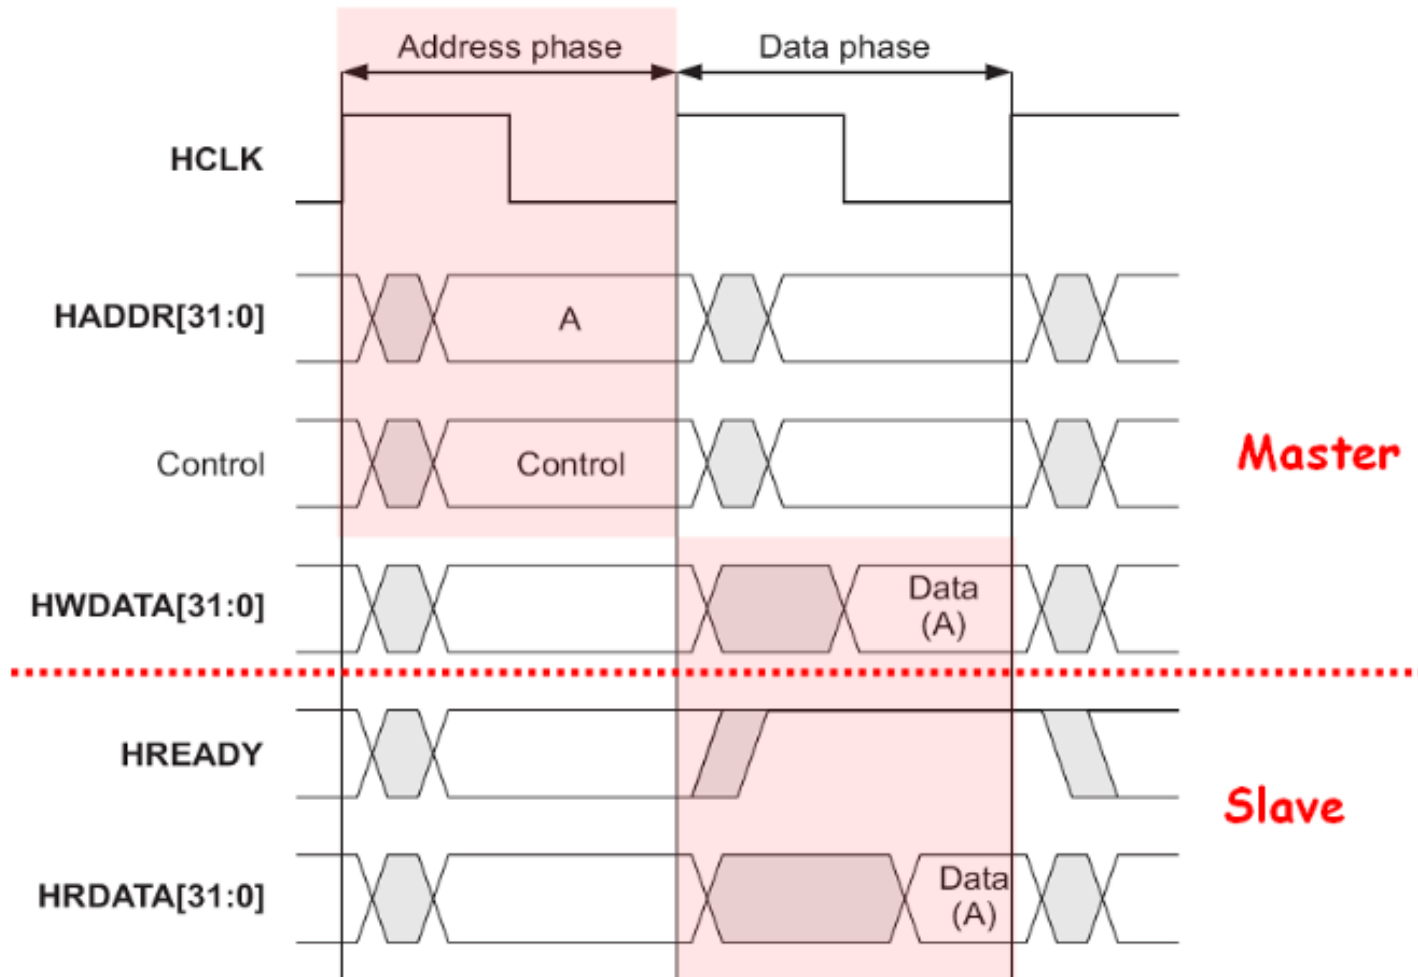 Address phase
Data phase
HCLK
HADDR[31:0]
A
Control
Control
Master
HWDATA[31:0]
Data
(A)
HREADY
Slave
HRDATA[31:0]
Data
(A)